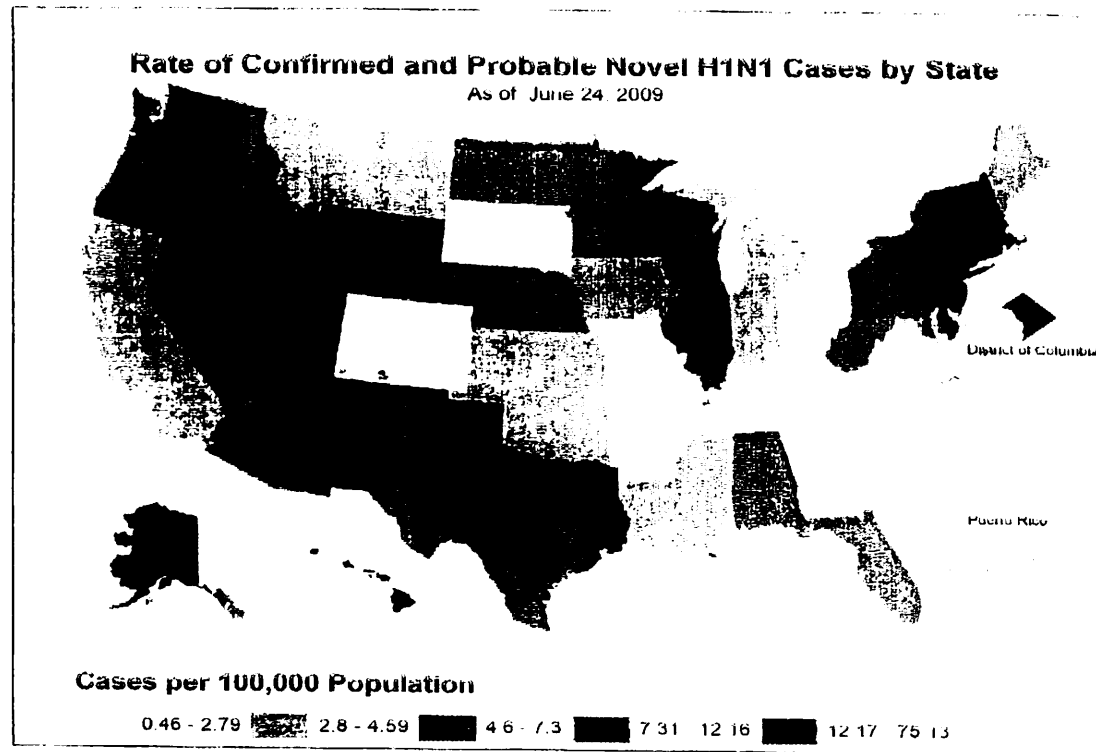 Rate of Confirmed and Probable Novel H1N1 Cases by State
As of June 24, 2009
District of Columbia
Puerto Rico
Cases per 100,000 Population
0.46 - 2.79 2.8 - 4.59 4.6 - 7.3 7.31 12.16 12.17 75.13